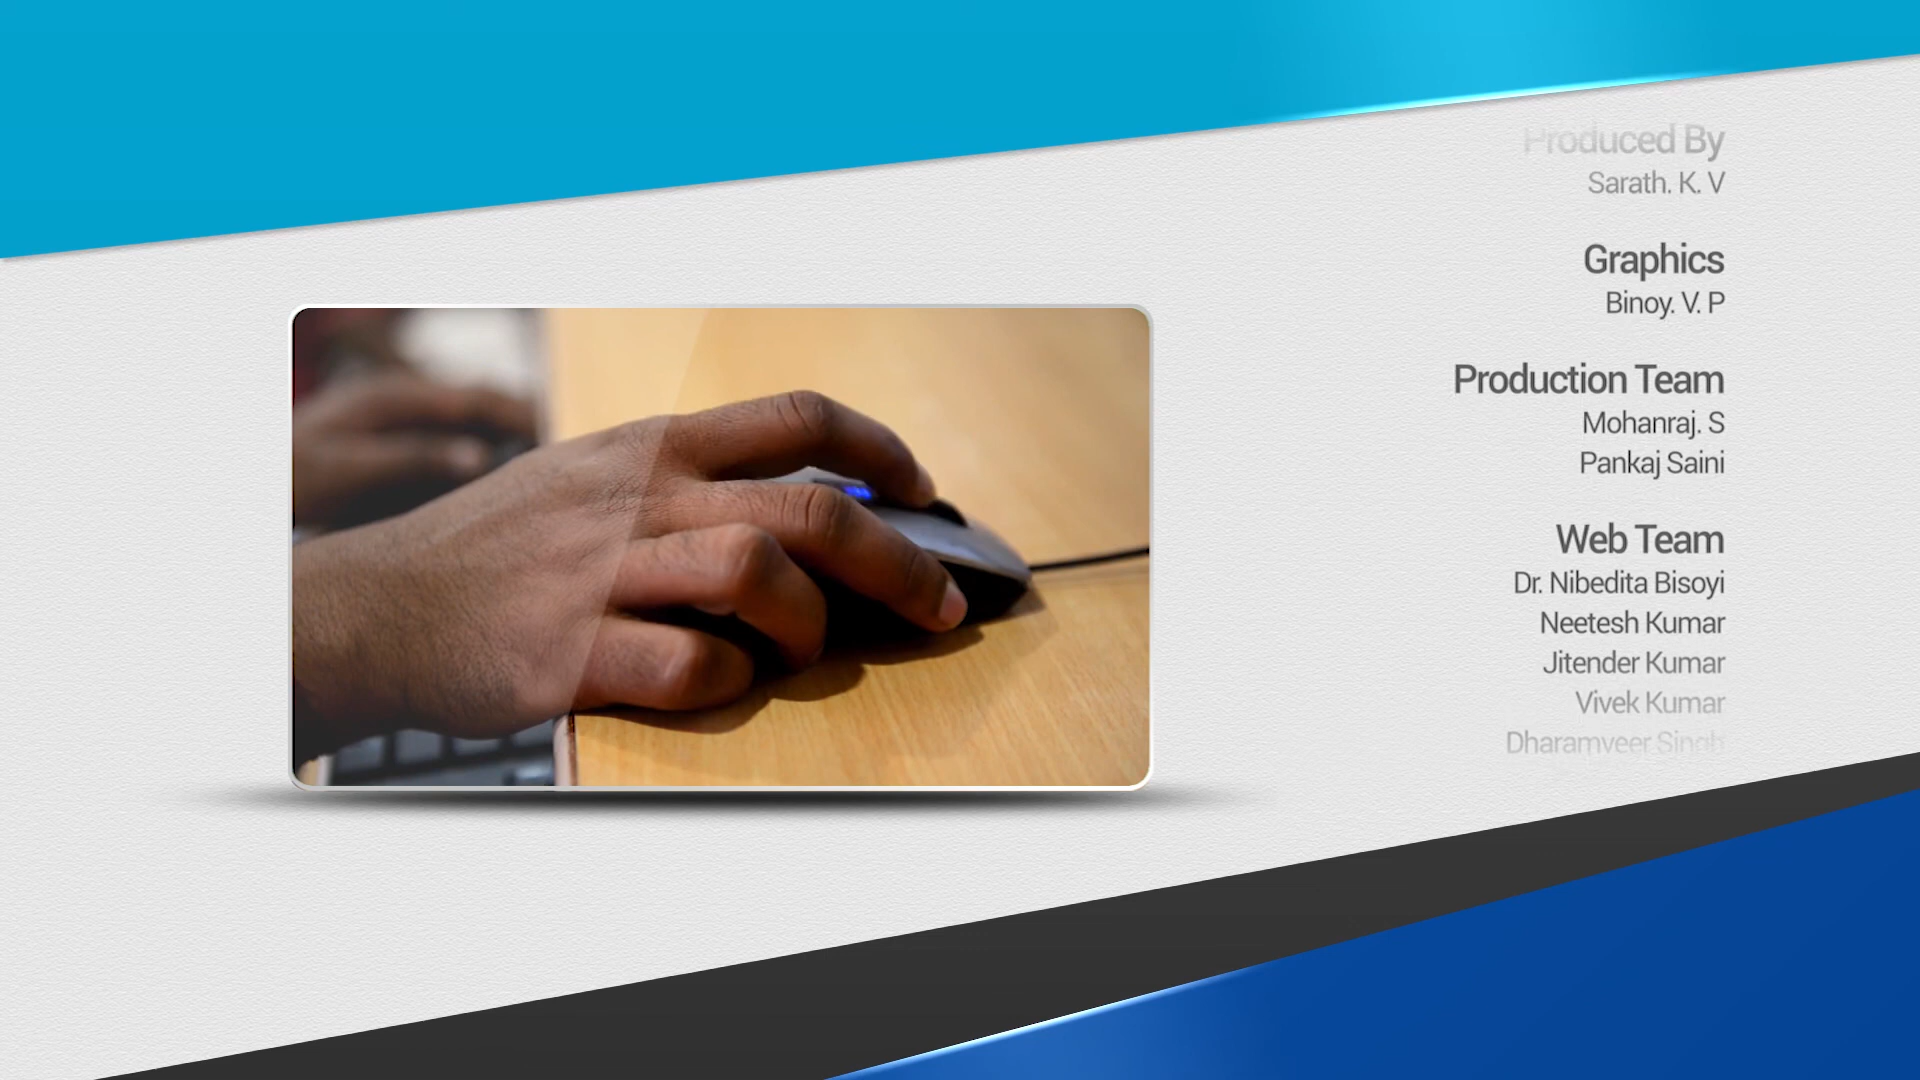 Produced By
Sarath. K. V
Graphics
Binoy. V. P
Production Team
Mohanraj. S
Pankaj Saini
Web Team
Dr. Nibedita Bisoyi
Neetesh Kumar
Jitender Kumar
Vivek Kumar
Dharamveer Singh